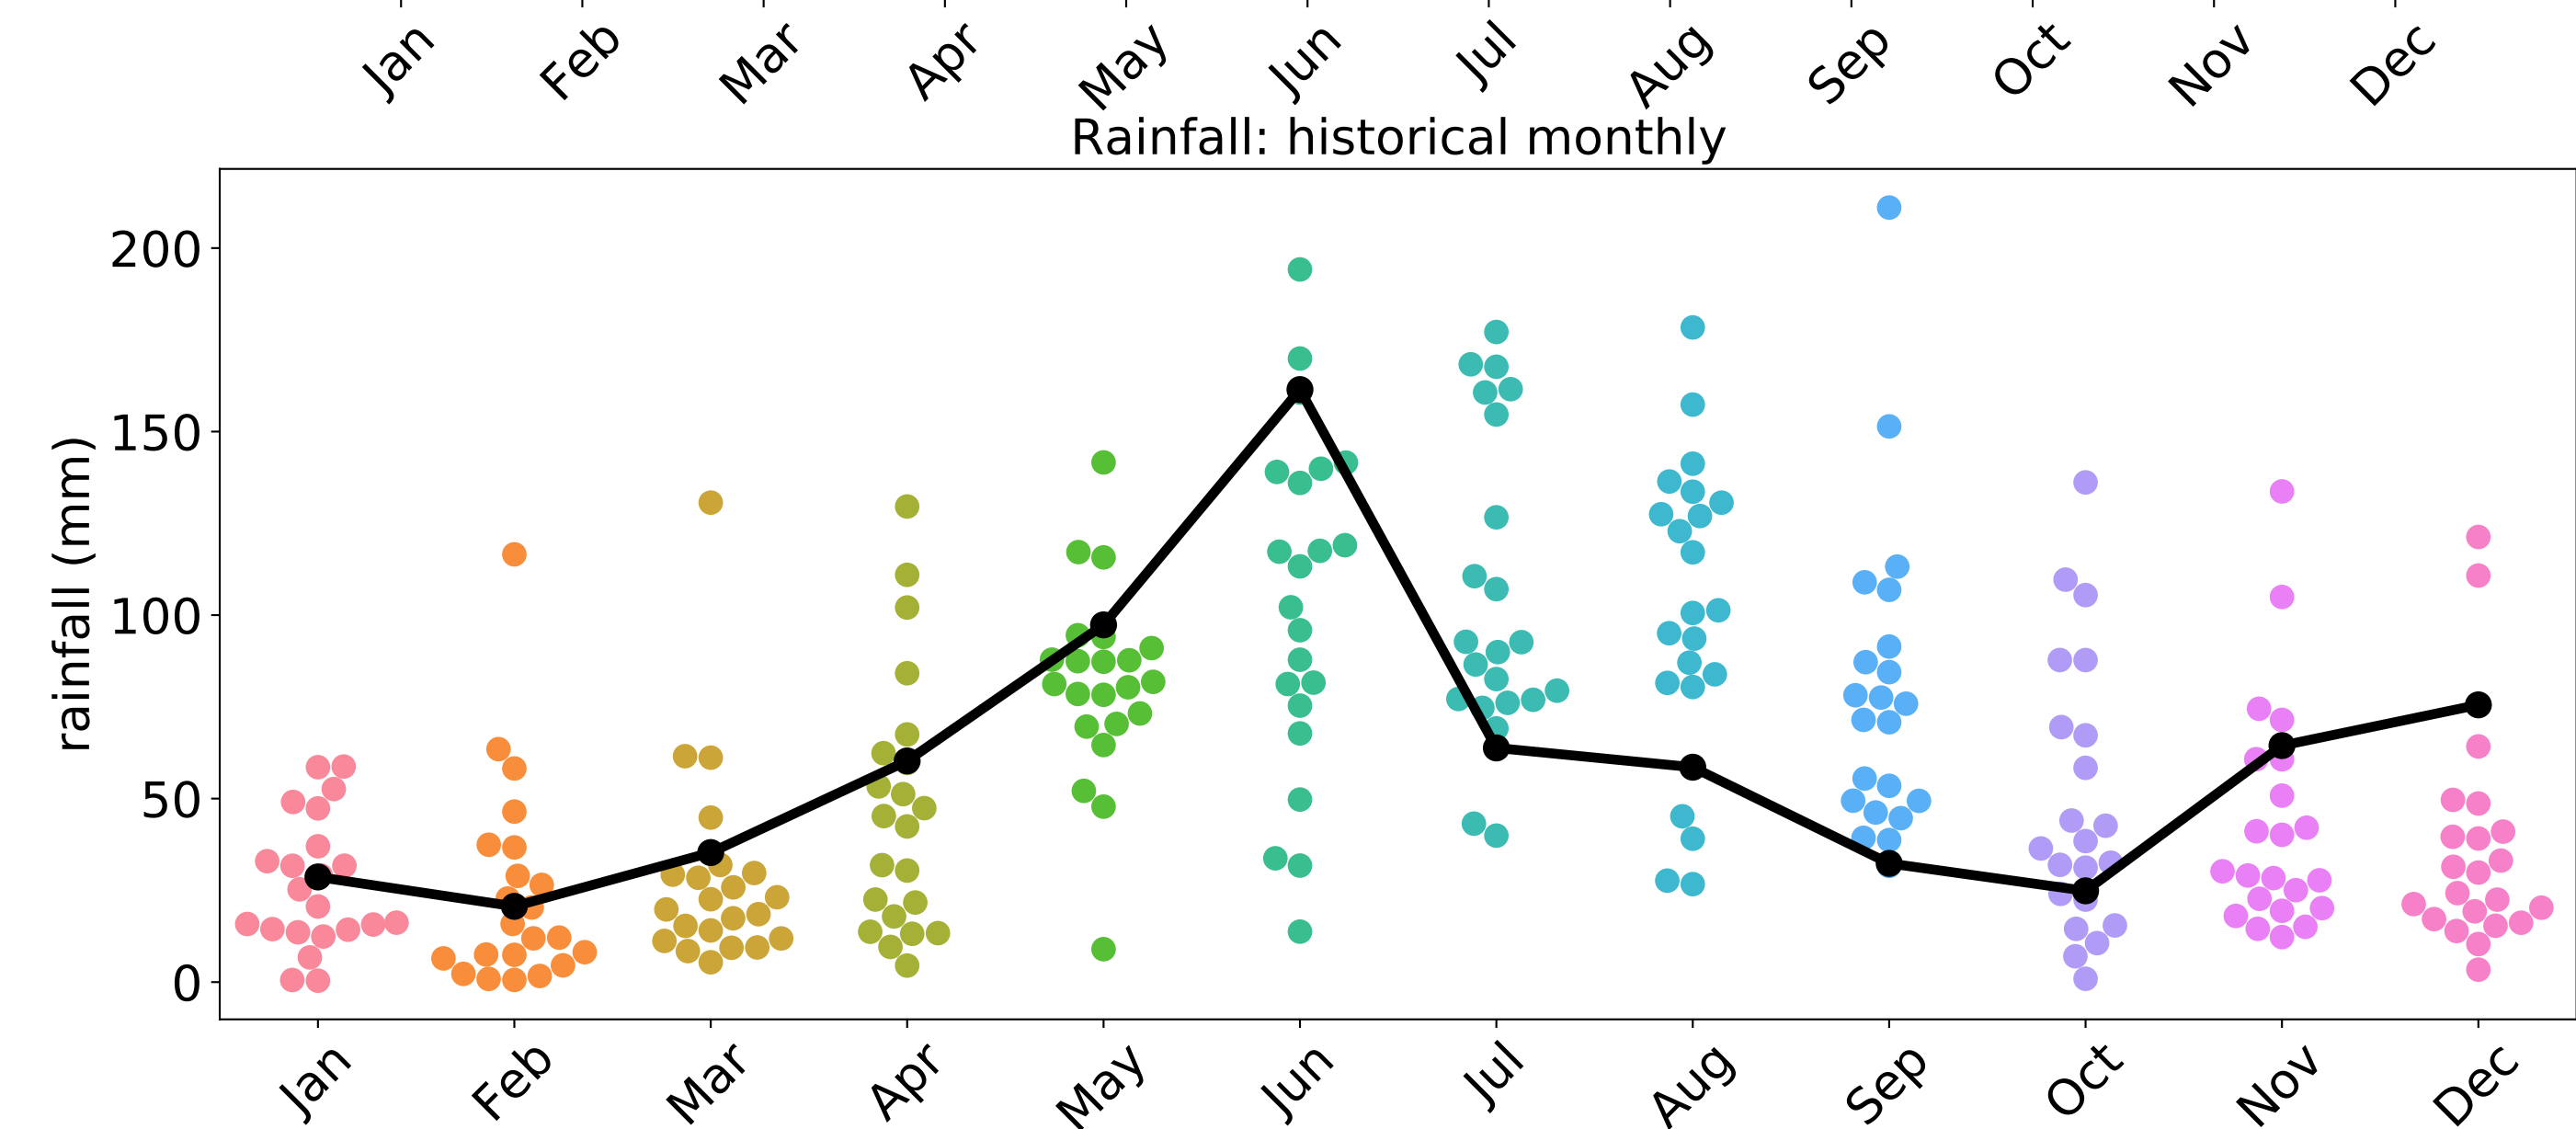 Jan Feb Mar Apr May Jun Jul Aug Sep Oct Nov Dec
Rainfall: historical monthly
rainfall (mm)
200
150
100
50
0
Jan Feb Mar Apr May Jun Jul Aug Sep Oct Nov Dec